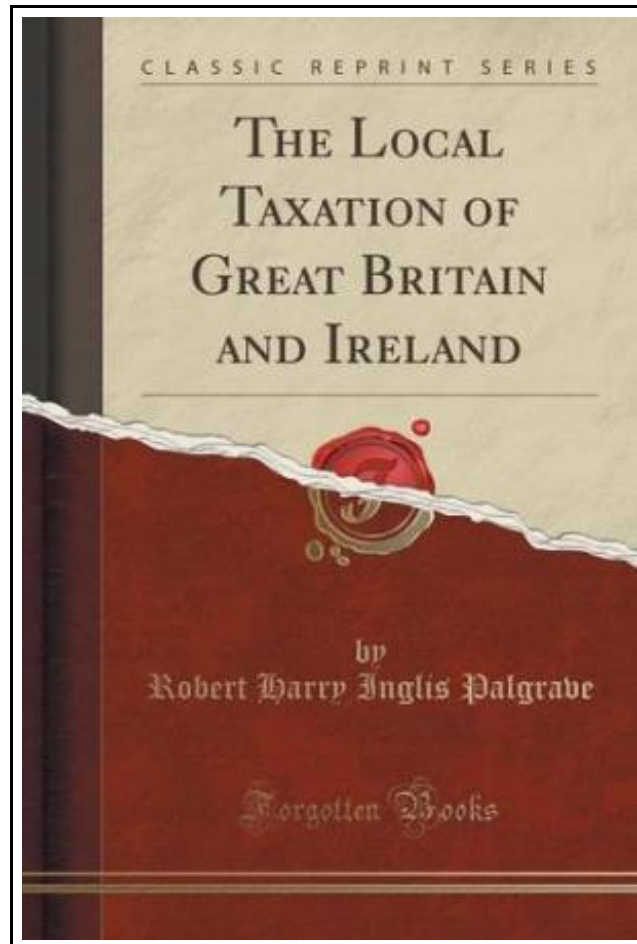 CLASSIC REPRINT SERIES
THE LOCAL
TAXATION OF
GREAT BRITAIN
AND IRELAND
by
Robert Harry Inglis Palgrave
Forgotten Books